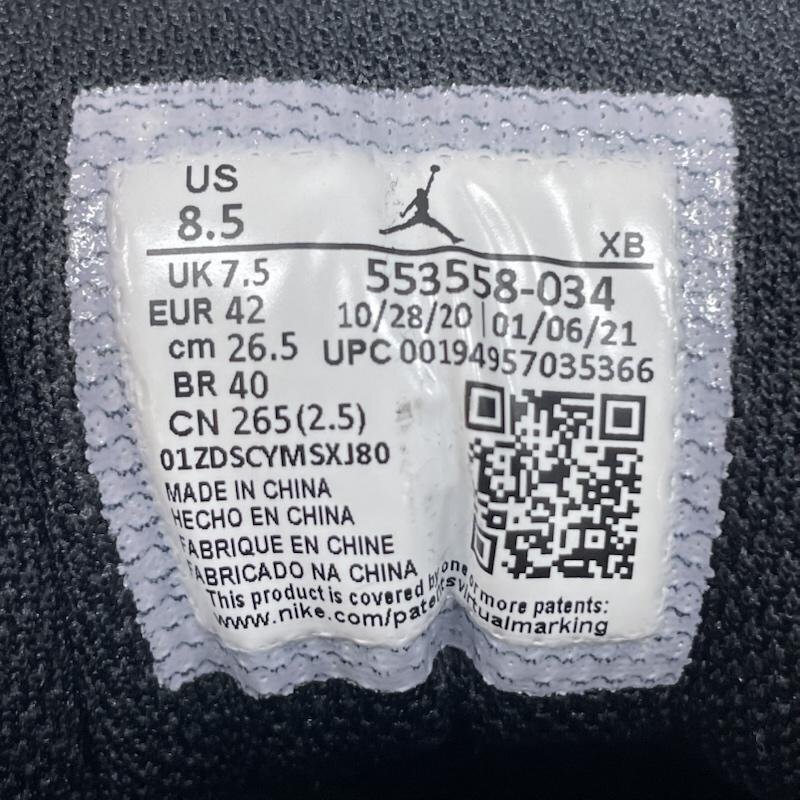 US
8.5
XB
UK 7.5
EUR 42
cm 26.5
BR 40
CN 265(2.5)
553558-034
10/28/20 | 01/06/21
UPC 00194957035366
01ZDSCYMSXJ80
MADE IN CHINA
HECHO EN CHINA
FABRIQUE EN CHINE
FABRICADO NA CHINA
This product is covered by one or more patents:
www.nike.com/patentsvirtualmarking